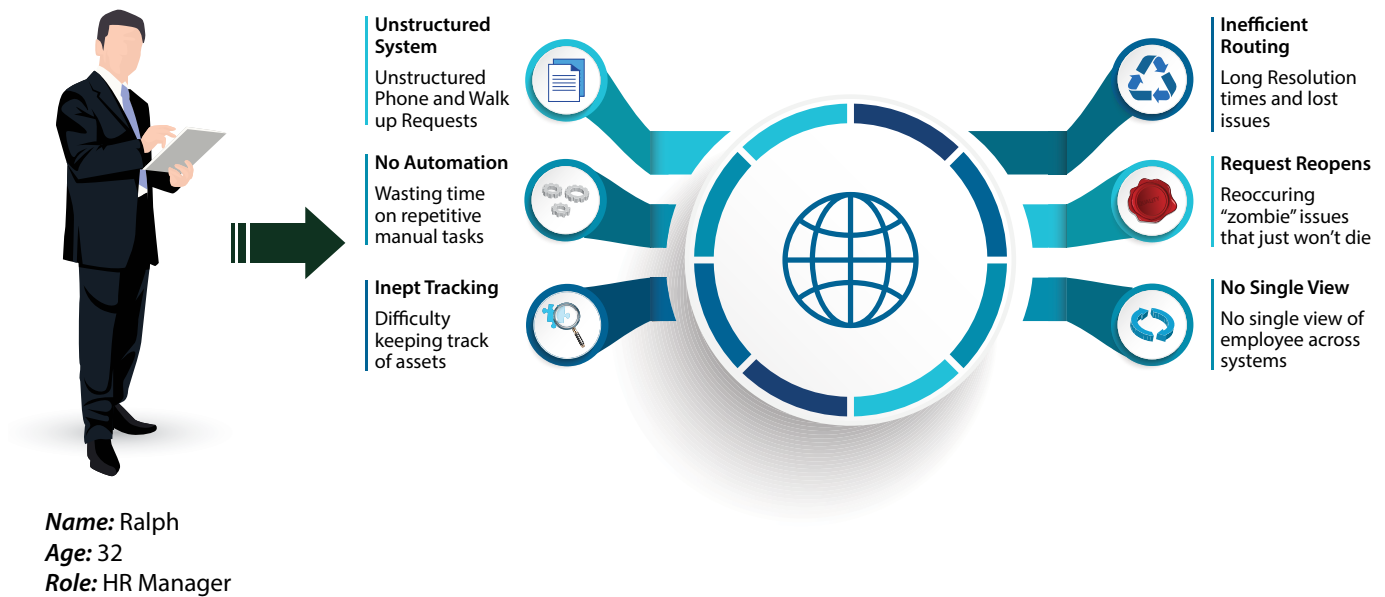 Unstructured
System
Unstructured
Phone and Walk
up Requests
No Automation
Wasting time
on repetitive
manual tasks
Inept Tracking
Difficulty
keeping track
of assets
Inefficient
Routing
Long Resolution
times and lost
issues
Request Reopens
Reoccuring
“zombie” issues
that just won’t die
No Single View
No single view of
employee across
systems
Name: Ralph
Age: 32
Role: HR Manager